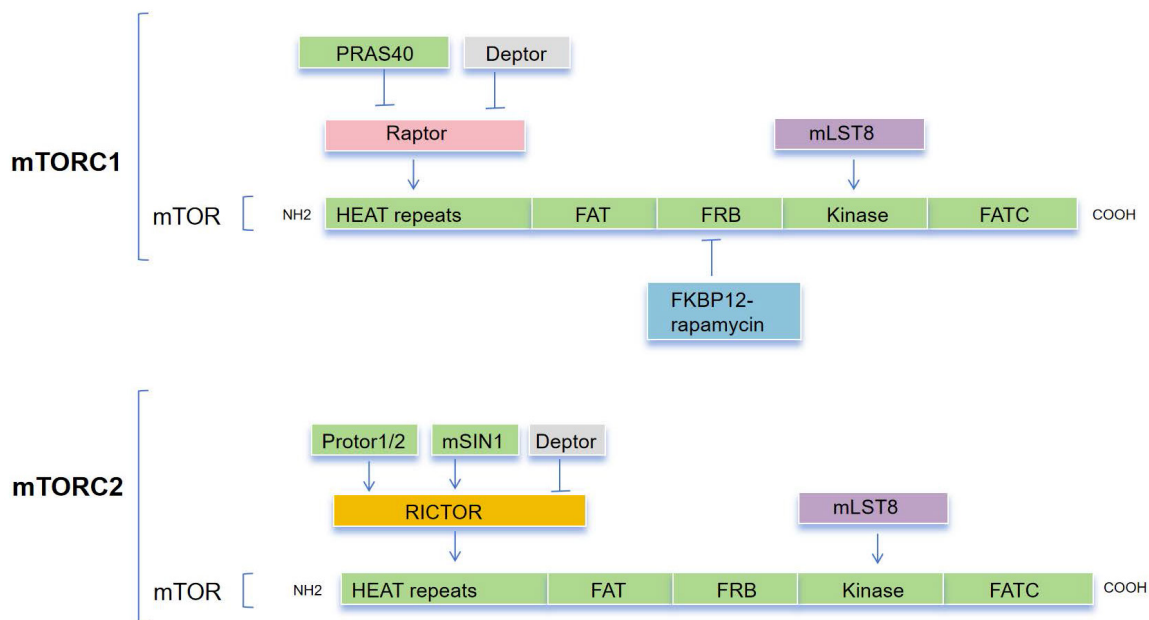 PRAS40
Deptor
Raptor
mLST8
mTORC1
mTOR
NH2
HEAT repeats
FAT
FRB
Kinase
FATC
COOH
FKBP12-
rapamycin
Protor1/2
mSIN1
Deptor
mTORC2
RICTOR
mLST8
mTOR
NH2
HEAT repeats
FAT
FRB
Kinase
FATC
COOH